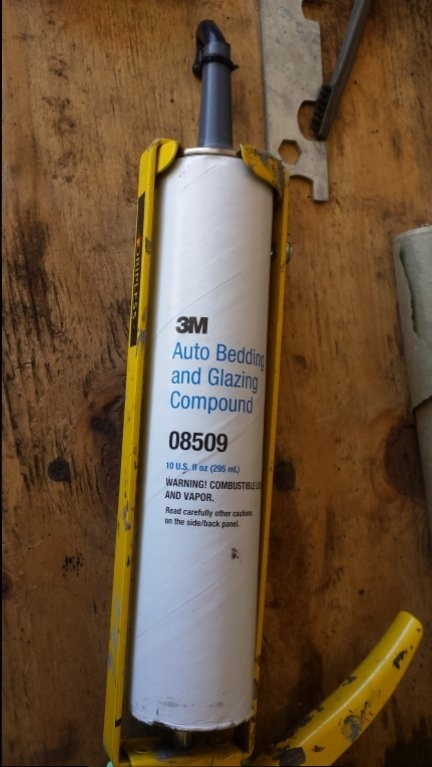 3M
Auto Bedding
and Glazing
Compound
08509
10 U.S. fl oz (295 mL)
WARNING! COMBUSTIBLE
AND VAPOR.
Read carefully other cautions
on the side/back panel.